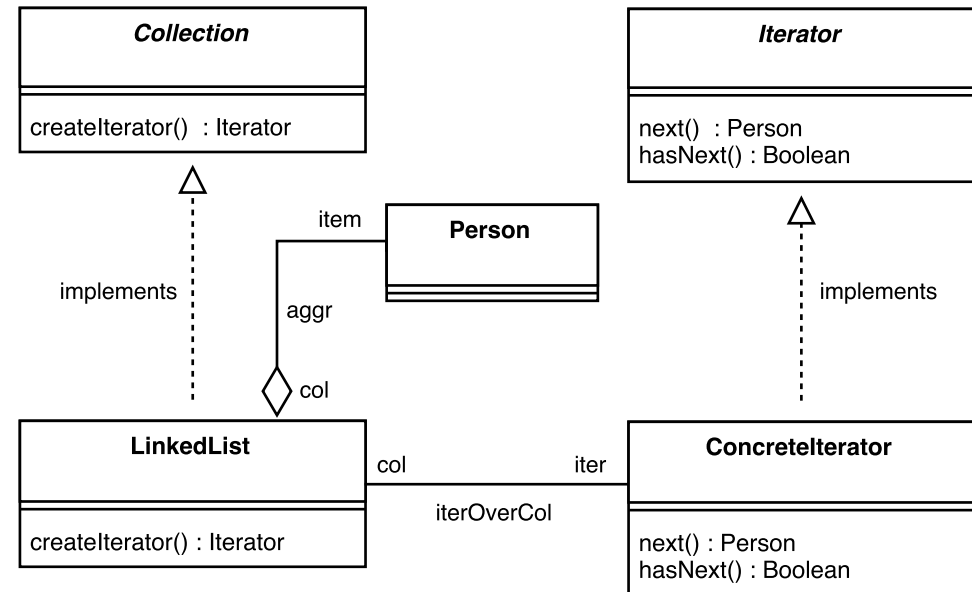 Collection
createIterator() : Iterator
Iterator
next() : Person
hasNext() : Boolean
item
Person
implements
aggr
col
implements
LinkedList
createIterator() : Iterator
col
iter
iterOverCol
ConcreteIterator
next() : Person
hasNext() : Boolean